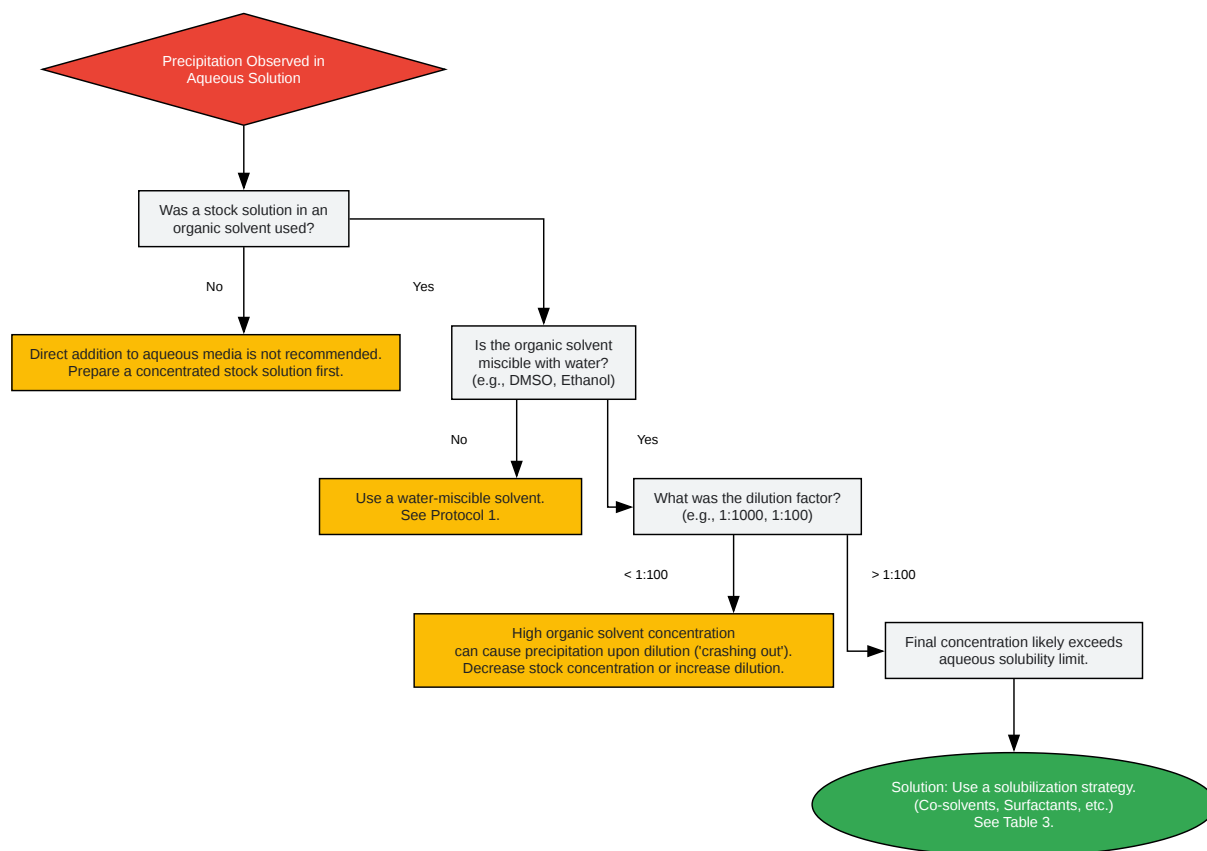 Precipitation Observed in
Aqueous Solution
Was a stock solution in an
organic solvent used?
No
Yes
Direct addition to aqueous media is not recommended.
Prepare a concentrated stock solution first.
Is the organic solvent
miscible with water?
(e.g., DMSO, Ethanol)
No
Yes
Use a water-miscible solvent.
See Protocol 1.
What was the dilution factor?
(e.g., 1:1000, 1:100)
< 1:100
> 1:100
High organic solvent concentration
can cause precipitation upon dilution ('crashing out').
Decrease stock concentration or increase dilution.
Final concentration likely exceeds
aqueous solubility limit.
Solution: Use a solubilization strategy.
(Co-solvents, Surfactants, etc.)
See Table 3.